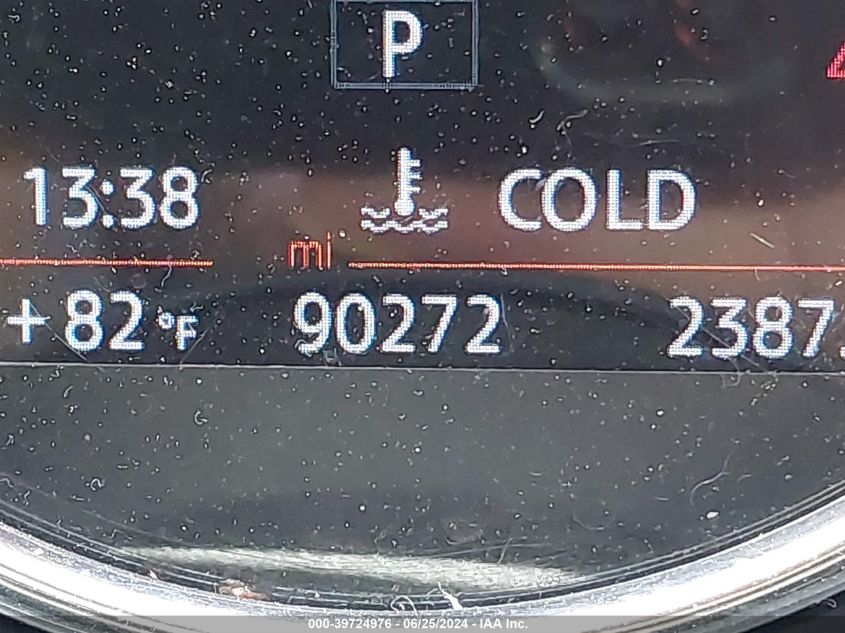 P
13:38 COLD
mi
+82 °F 90272 2387.
000-39724976 - 06/25/2024 - IAA Inc.